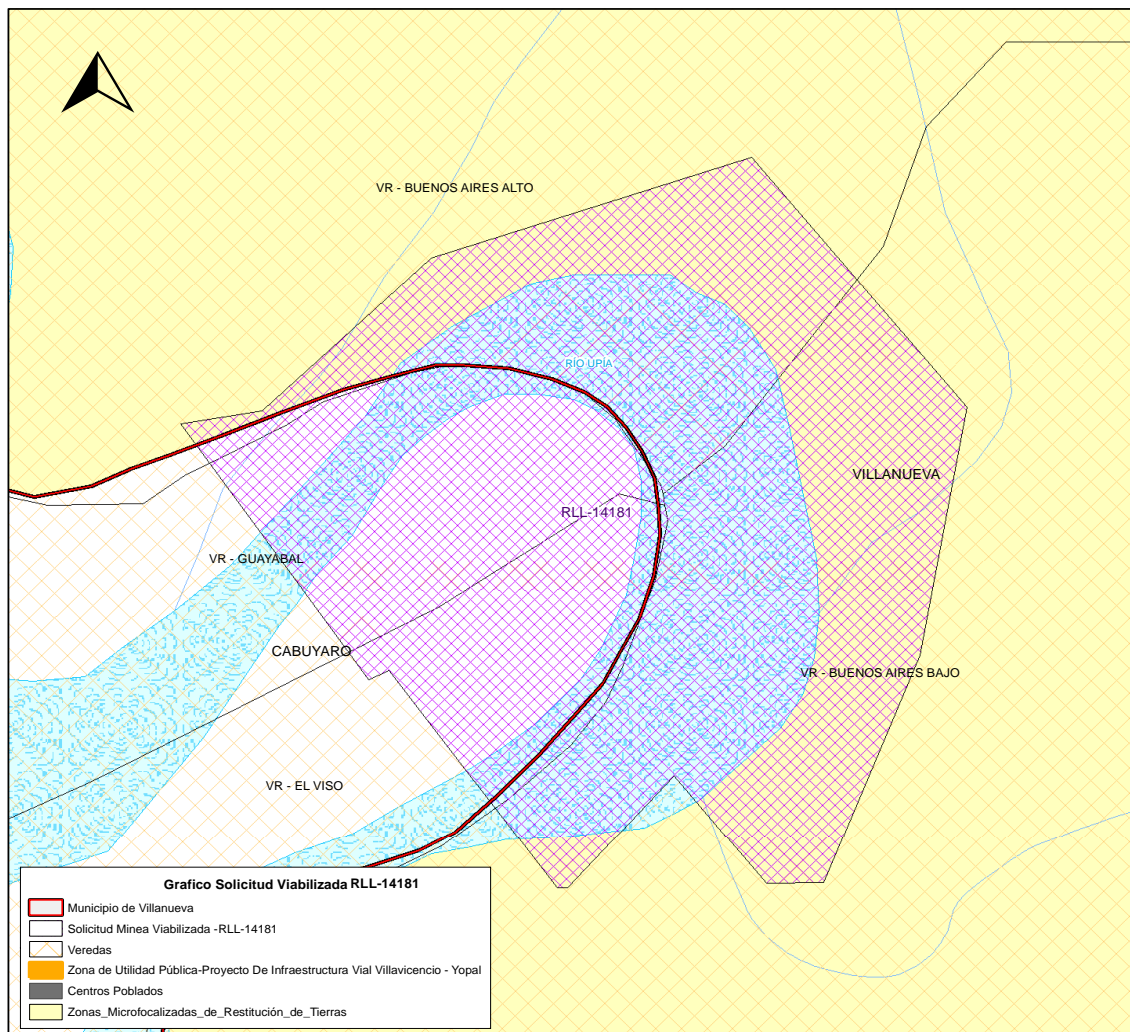 VR - BUENOS AIRES ALTO
RÍO UPIA
VILLANUEVA
RLL-14181
VR - GUAYABAL
CABUYARO
VR - BUENOS AIRES BAJO
VR - EL VISO
Grafico Solicitud Viabilizada RLL-14181
Municipio de Villanueva
Solicitud Minea Viabilizada -RLL-14181
Veredas
Zona de Utilidad Pública-Proyecto De Infraestructura Vial Villavicencio - Yopal
Centros Poblados
Zonas_Microfocalizadas_de_Restitución_de_Tierras